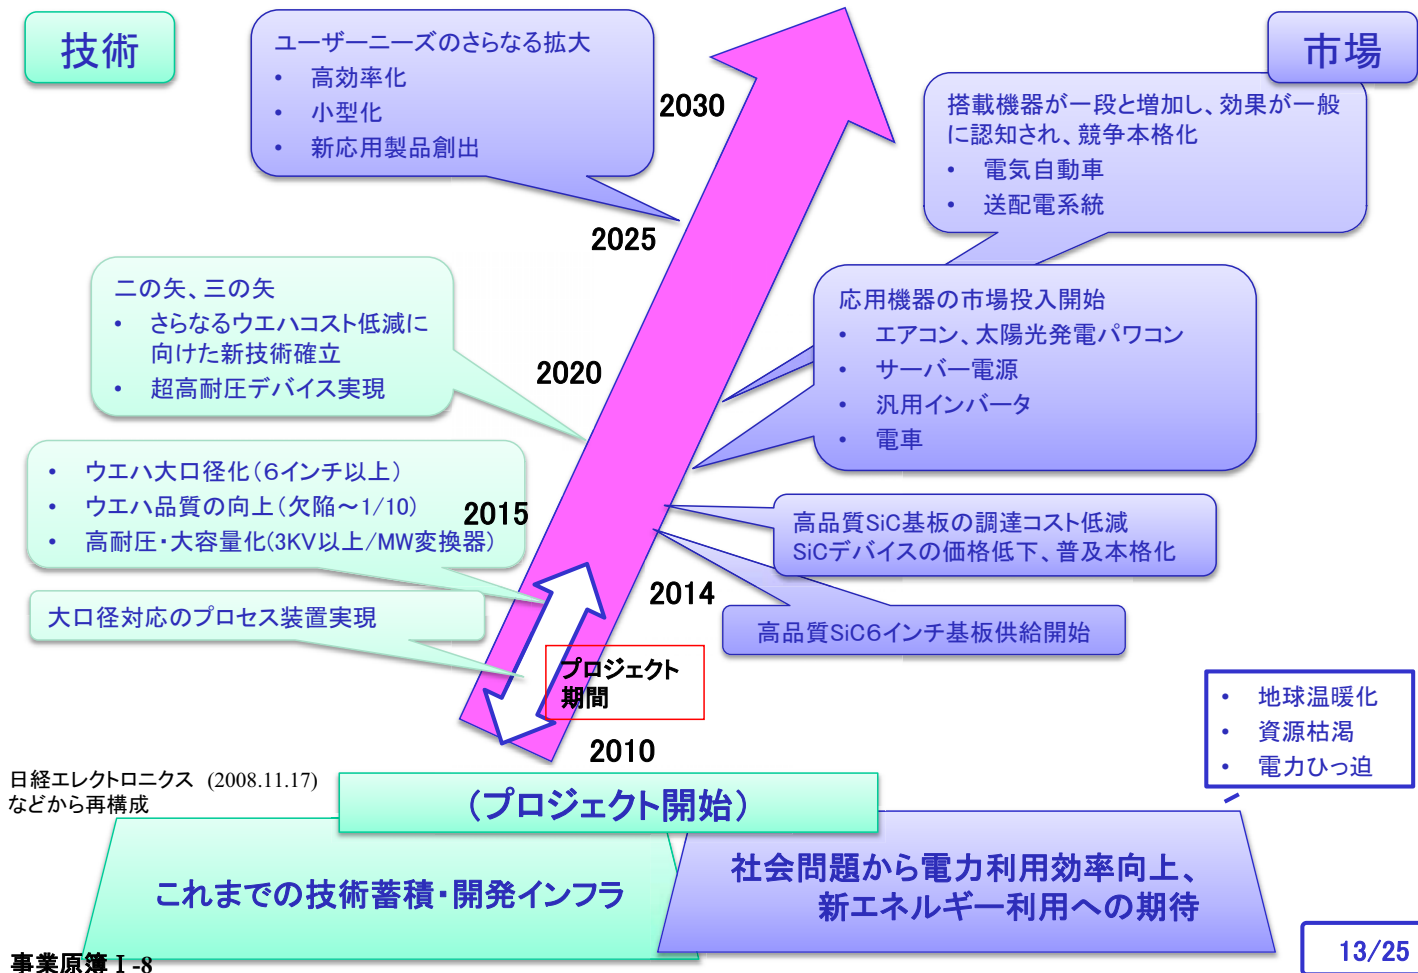 技術
市場
ユーザーニーズのさらなる拡大
• 高効率化
• 小型化
• 新応用製品創出
2030
搭載機器が一段と増加し、効果が一般
に認知され、競争本格化
• 電気自動車
• 送配電系統
2025
二の矢、三の矢
• さらなるウエハコスト低減に
向けた新技術確立
• 超高耐圧デバイス実現
応用機器の市場投入開始
• エアコン、太陽光発電パワコン
• サーバー電源
• 汎用インバータ
• 電車
2020
• ウエハ大口径化（６インチ以上）
• ウエハ品質の向上（欠陥～1/10）
• 高耐圧・大容量化(3KV以上/MW変換器)
2015
高品質SiC基板の調達コスト低減
SiCデバイスの価格低下、普及本格化
2014
大口径対応のプロセス装置実現
高品質SiC６インチ基板供給開始
プロジェクト
期間
• 地球温暖化
• 資源枯渇
• 電力ひっ迫
2010
日経エレクトロニクス (2008.11.17)
などから再構成
（プロジェクト開始）
これまでの技術蓄積・開発インフラ
社会問題から電力利用効率向上、
新エネルギー利用への期待
事業原簿 Ⅰ-8
13/25